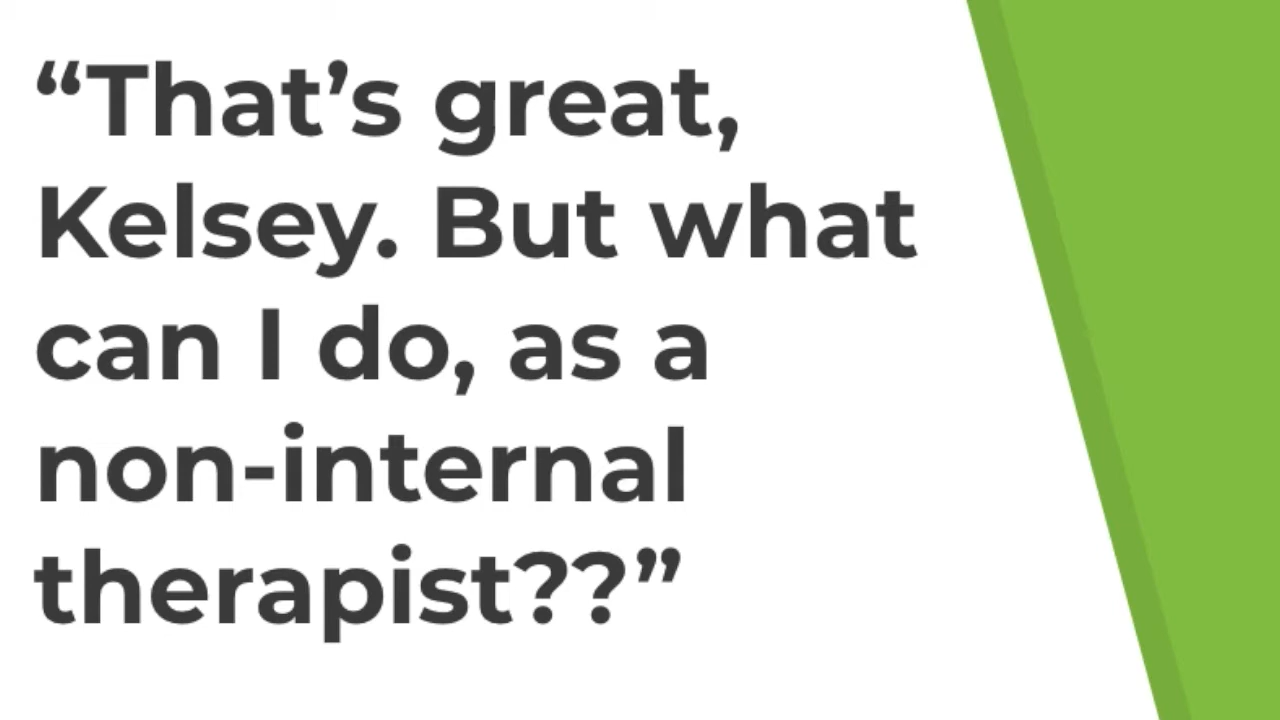 “That’s great,
Kelsey. But what
can I do, as a
non-internal
therapist??”